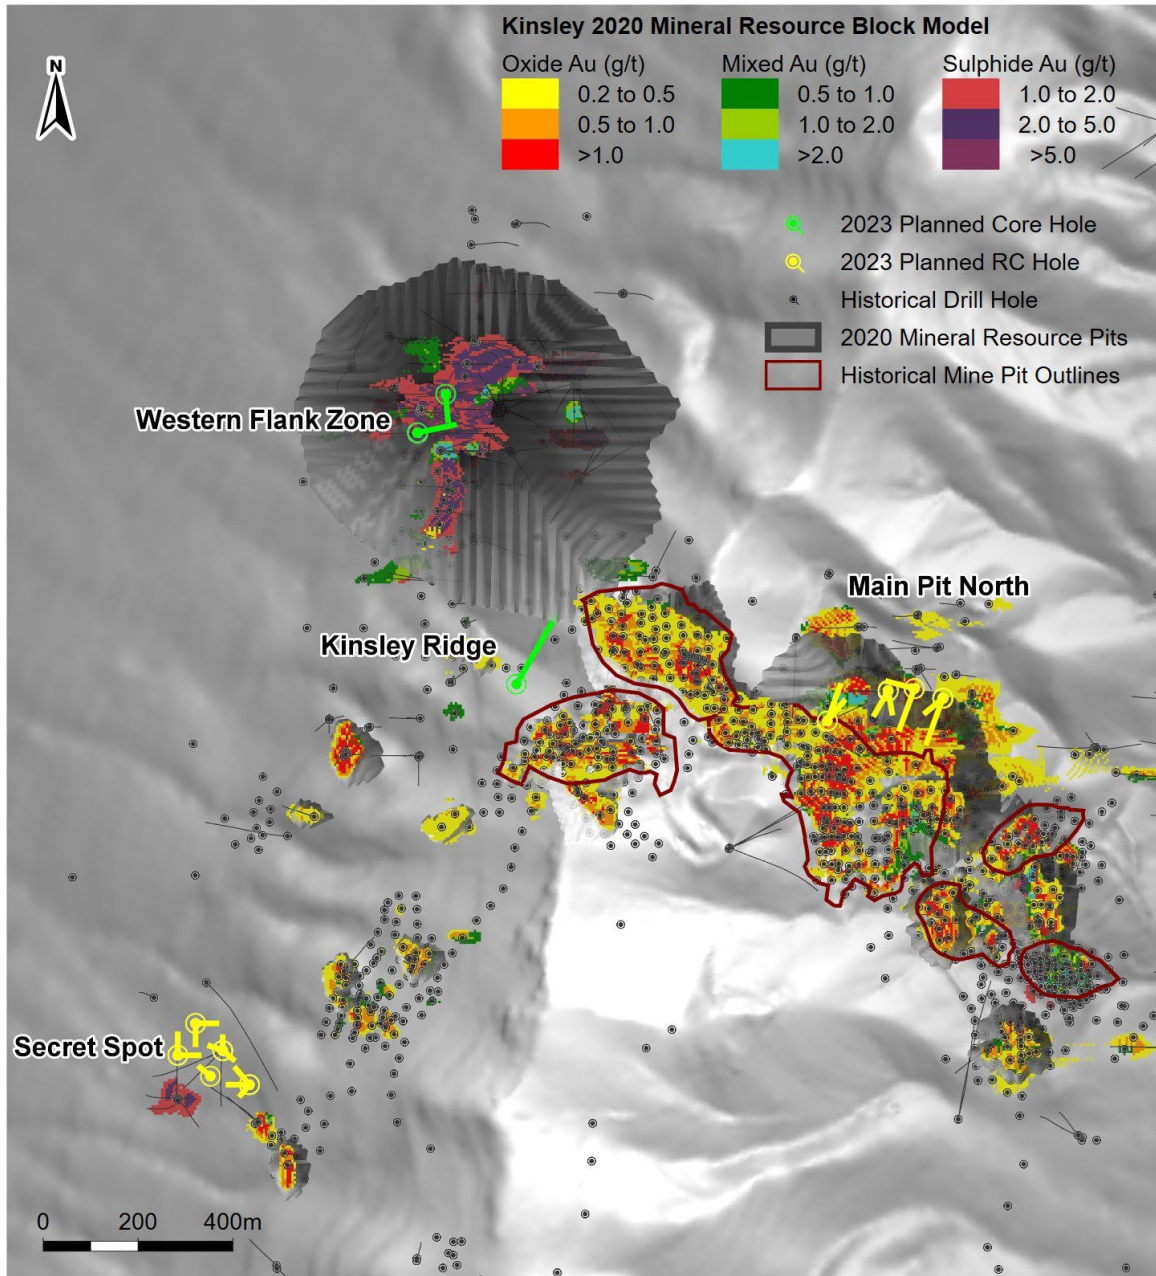 Kinsley 2020 Mineral Resource Block Model
Oxide Au (g/t) Mixed Au (g/t) Sulphide Au (g/t)
0.2 to 0.5 0.5 to 1.0 1.0 to 2.0
0.5 to 1.0 1.0 to 2.0 2.0 to 5.0
>1.0 >2.0 >5.0
N
2023 Planned Core Hole
2023 Planned RC Hole
Historical Drill Hole
2020 Mineral Resource Pits
Historical Mine Pit Outlines
Western Flank Zone
Main Pit North
Kinsley Ridge
Secret Spot
0 200 400m